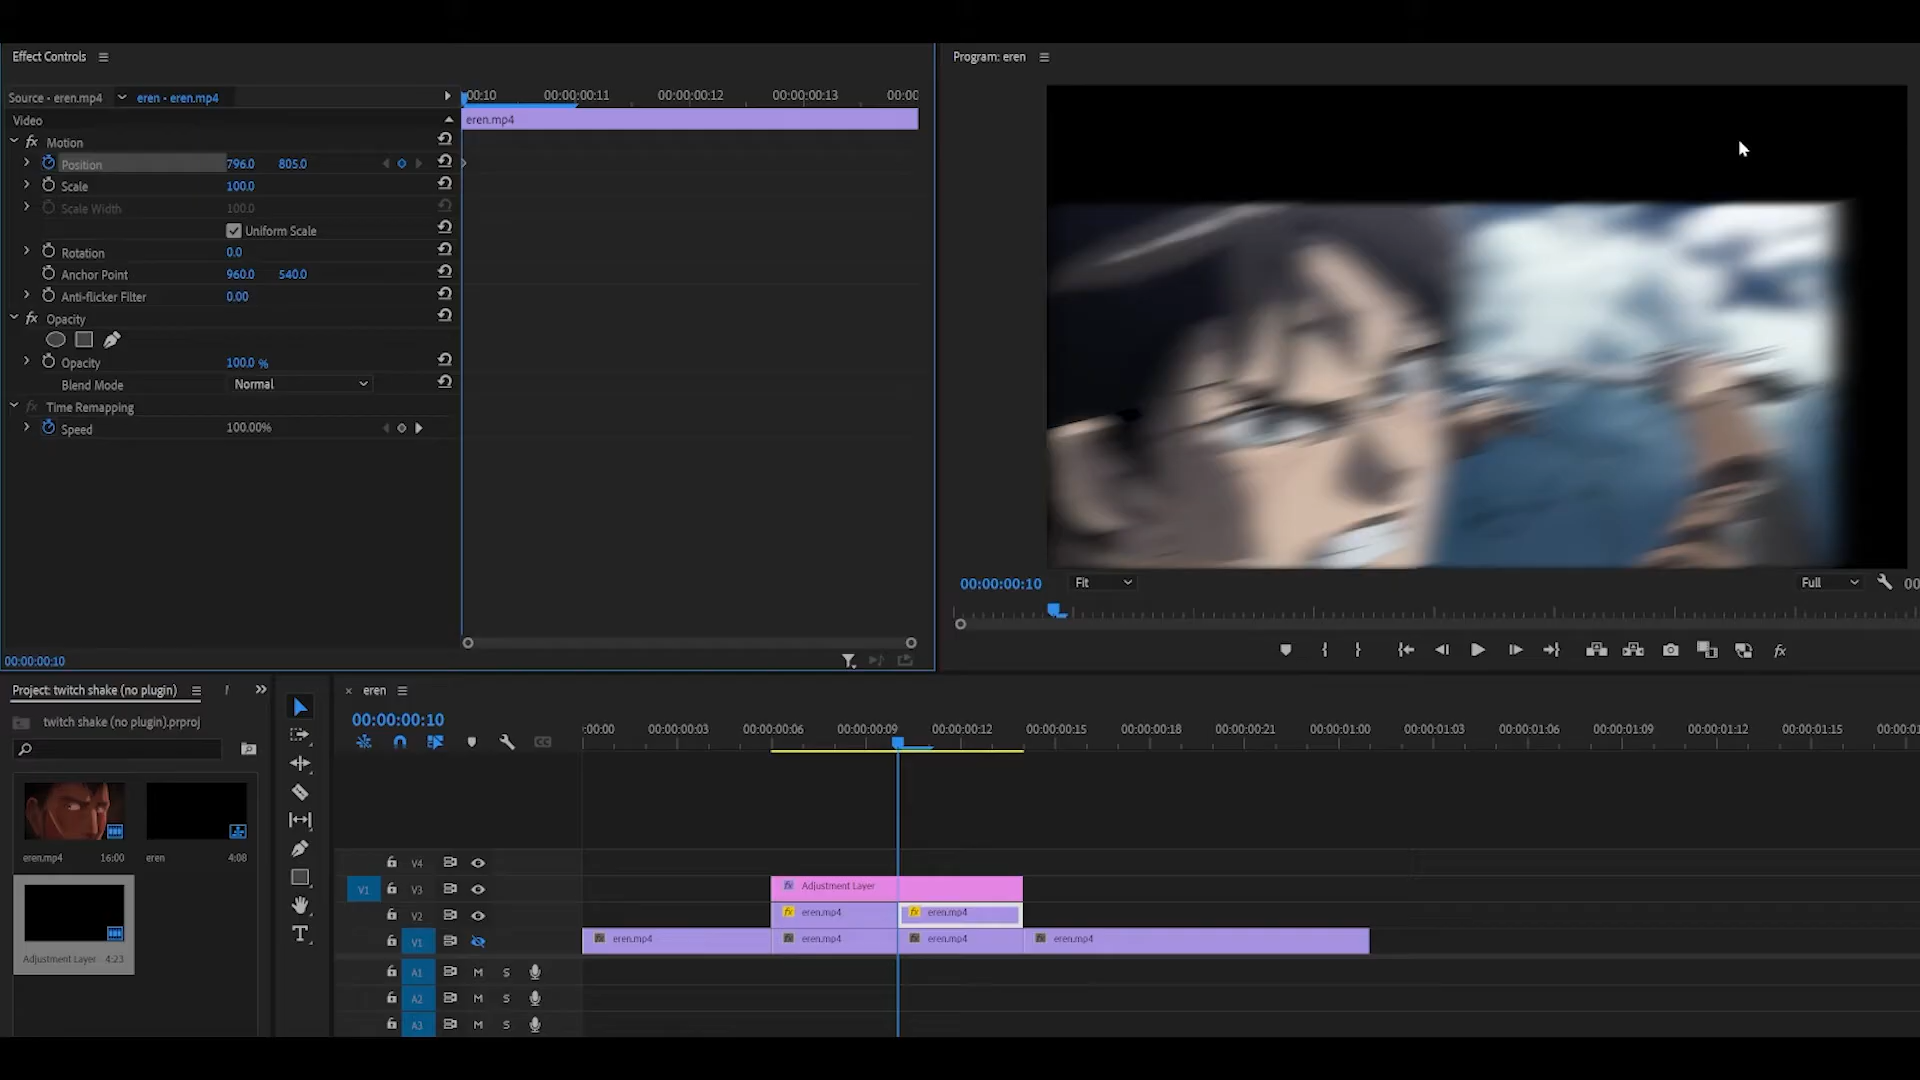 Effect Controls
Program: eren
Source - eren.mp4
eren - eren.mp4
00:10 00:00:00:11 00:00:00:12 00:00:00:13 00:00
Video
eren.mp4
Motion
Position 796.0 805.0
Scale 100.0
Scale Width 100.0
Uniform Scale
Rotation 0.0
Anchor Point 960.0 540.0
Anti-flicker Filter 0.00
fx Opacity
Opacity 100.0 %
Blend Mode Normal
fx Time Remapping
Speed 100.00%
00:00:00:10 Fit Full 00
00:00:00:10
Project: twitch shake (no plugin)
twitch shake (no plugin).prproj
eren.mp4 16:00
eren 4:08
Adjustment Layer 4:23
eren
00:00:00:10
:00:00 00:00:00:03 00:00:00:06 00:00:00:09 00:00:00:12 00:00:00:15 00:00:00:18 00:00:00:21 00:00:01:00 00:00:01:03 00:00:01:06 00:00:01:09 00:00:01:12 00:00:01:15 00:00:01
V4
V1 V3 fx Adjustment Layer
V2 fx eren.mp4 fx eren.mp4
V1 eren.mp4 eren.mp4 eren.mp4 eren.mp4
A1 M S
A2 M S
A3 M S